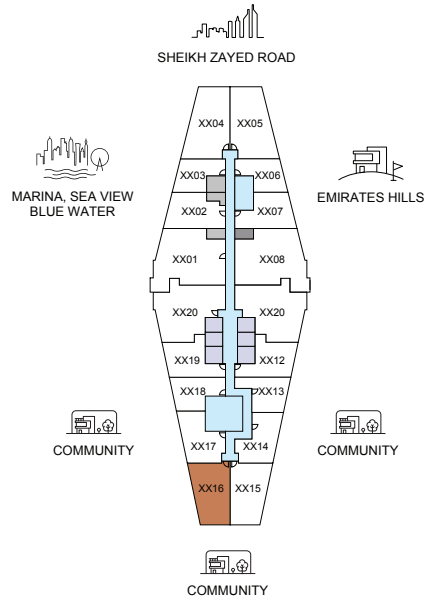 SHEIKH ZAYED ROAD
XX04 XX05
MARINA, SEA VIEW
BLUE WATER
XX03 XX06
EMIRATES HILLS
XX02 XX07
XX01 XX08
XX20 XX20
XX19 XX12
XX18 XX13
COMMUNITY
XX17 XX14
COMMUNITY
XX16 XX15
COMMUNITY